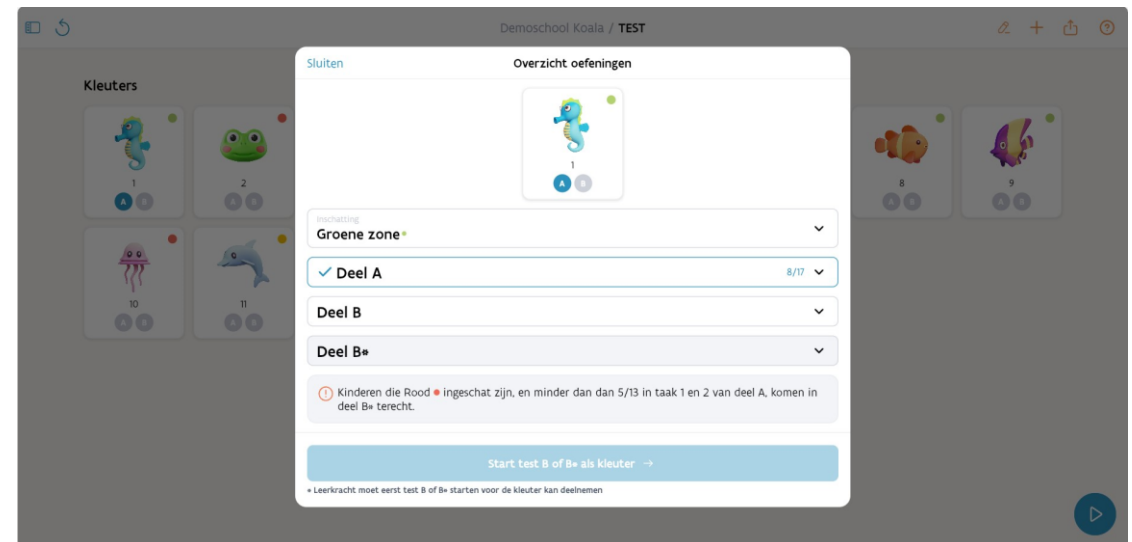 Demoschool Koala / TEST
Kleuters
1
A B
2
A B
8
A B
9
A B
10
A B
11
A B
Sluiten
Overzicht oefeningen
1
A B
Inschatting
Groene zone
Deel A
8/17
Deel B
Deel B*
Kinderen die Rood ingeschat zijn, en minder dan dan 5/13 in taak 1 en 2 van deel A, komen in
deel B* terecht.
Start test B of B* als kleuter →
* Leerkracht moet eerst test B of B* starten voor de kleuter kan deelnemen